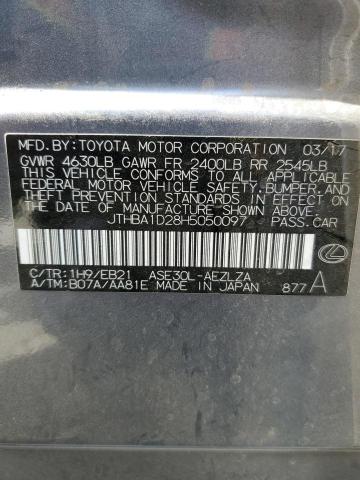 MFD.BY:TOYOTA MOTOR CORPORATION 03/17
GVWR 4630LB GAWR FR 2400LB RR 2545LB
THIS VEHICLE CONFORMS TO ALL APPLICABLE
FEDERAL MOTOR VEHICLE SAFETY,BUMPER,AND
THEFT PREVENTION STANDARDS IN EFFECT ON
THE DATE OF MANUFACTURE SHOWN ABOVE.
JTHBA1D28H5050097 PASS.CAR
C/TR:1H9/EB21 ASE30L-AEZLZA
A/TM:B07A/AA81E MADE IN JAPAN 877A